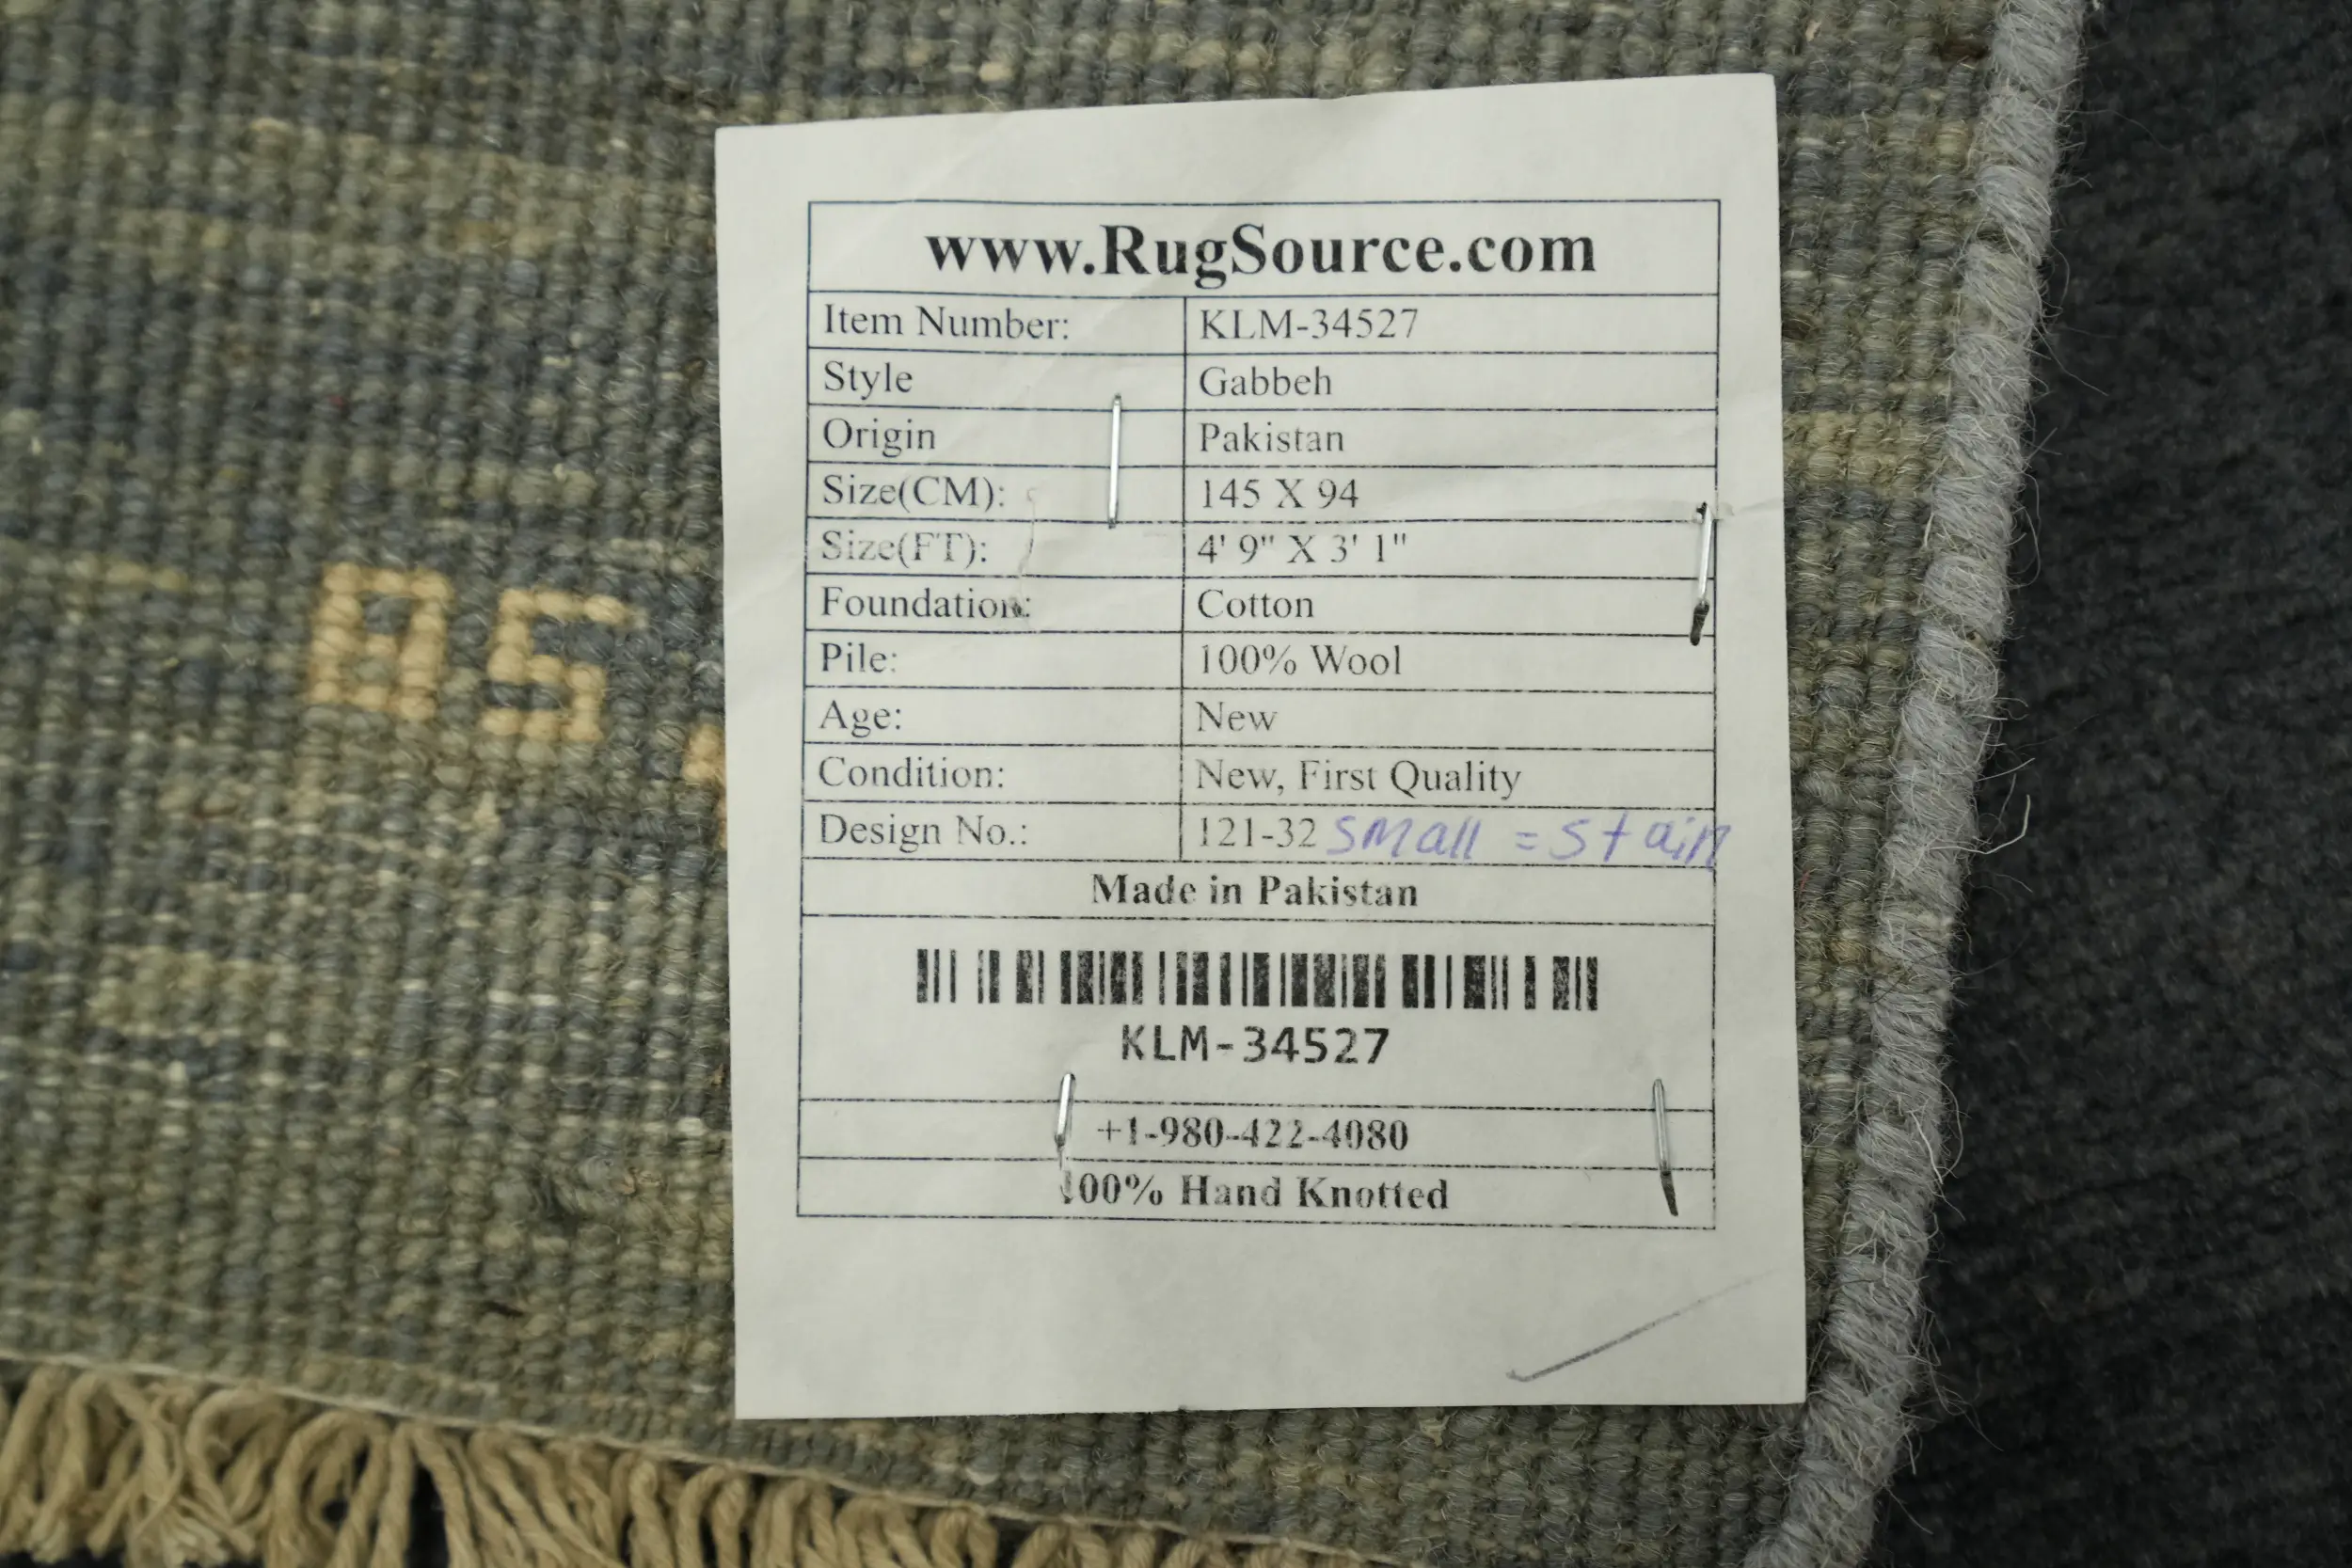 www.RugSource.com
Item Number: KLM-34527
Style Gabbeh
Origin Pakistan
Size(CM): 145 X 94
Size(FT): 4' 9" X 3' 1"
Foundation: Cotton
Pile: 100% Wool
Age: New
Condition: New, First Quality
Design No.: 121-32 small = stain
Made in Pakistan
KLM-34527
+1-980-422-4080
100% Hand Knotted
85